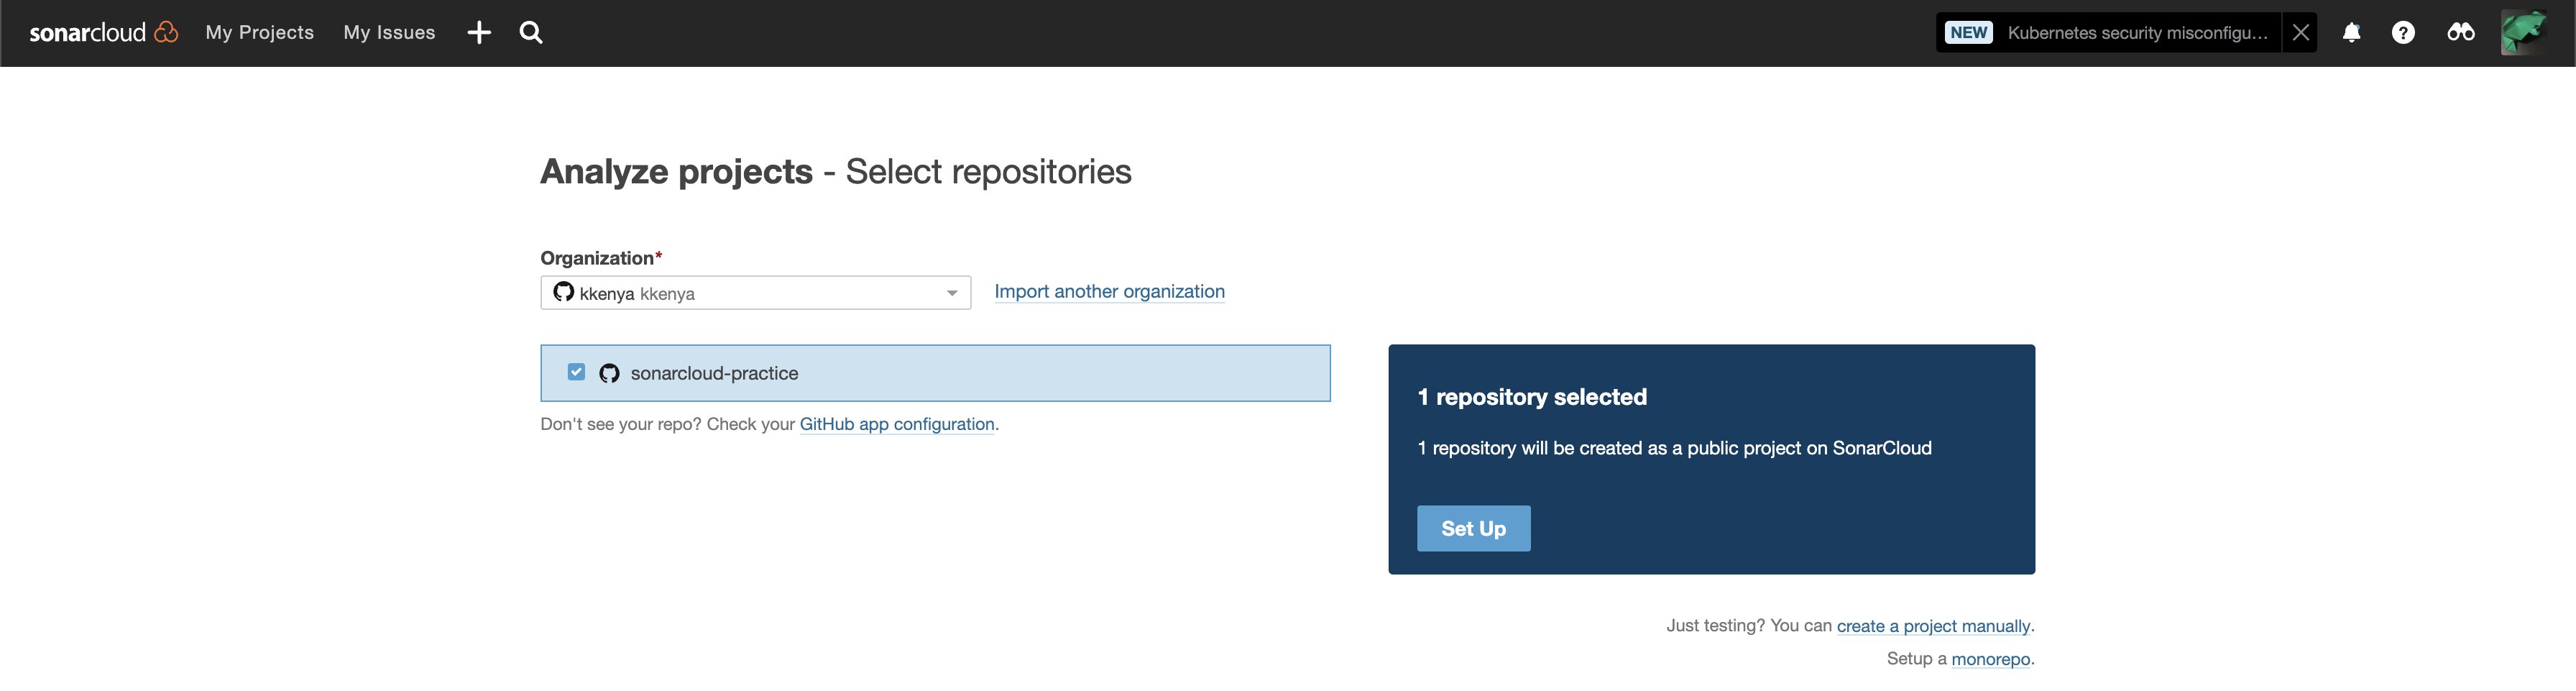 sonarcloud My Projects My Issues NEW Kubernetes security misconfigu... ?
Analyze projects - Select repositories
Organization*
kkenya kkenya Import another organization
sonarcloud-practice
Don't see your repo? Check your GitHub app configuration.
1 repository selected
1 repository will be created as a public project on SonarCloud
Set Up
Just testing? You can create a project manually.
Setup a monorepo.